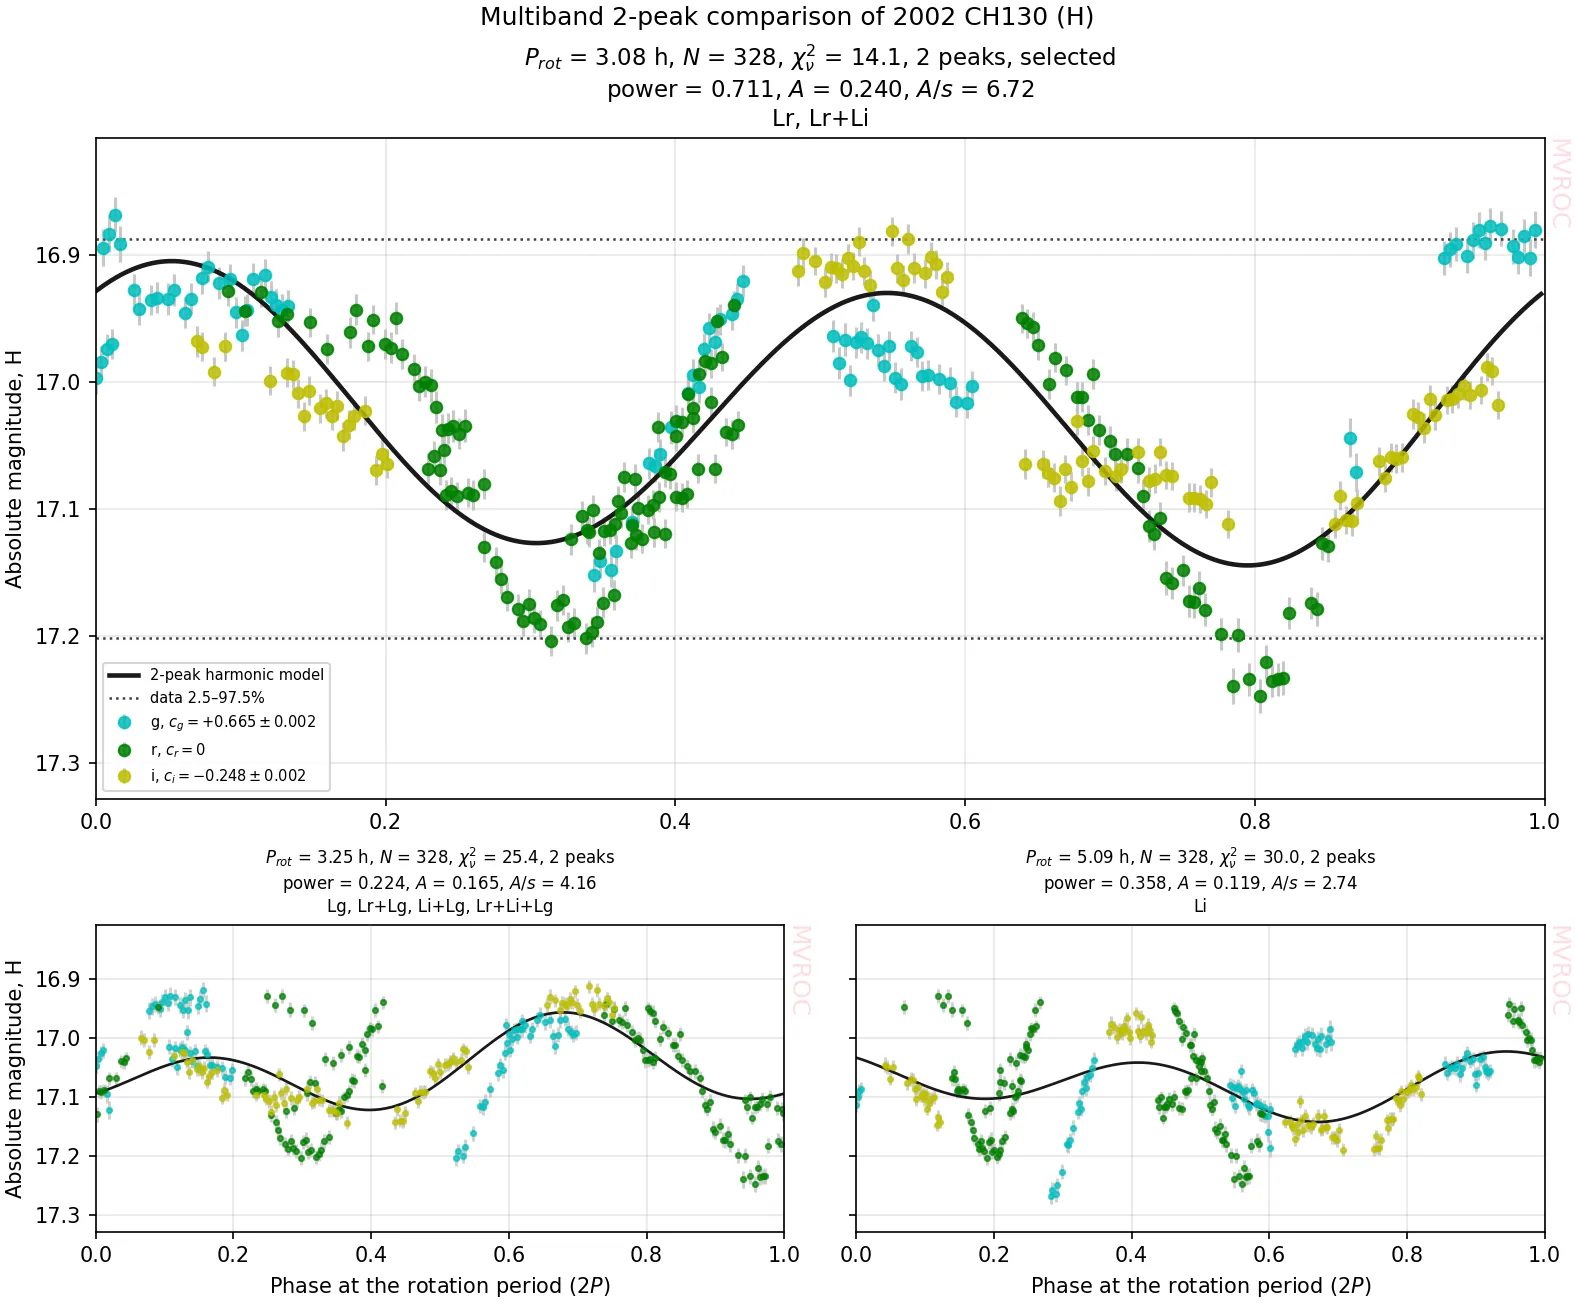 Multiband 2-peak comparison of 2002 CH130 (H)
P_rot = 3.08 h, N = 328, χ²_ν = 14.1, 2 peaks, selected
power = 0.711, A = 0.240, A/s = 6.72
Lr, Lr+Li
MVROC
Absolute magnitude, H
16.9
17.0
17.1
17.2
17.3
2-peak harmonic model
data 2.5–97.5%
g, c_g = +0.665 ± 0.002
r, c_r = 0
i, c_i = −0.248 ± 0.002
0.0 0.2 0.4 0.6 0.8 1.0
P_rot = 3.25 h, N = 328, χ²_ν = 25.4, 2 peaks
power = 0.224, A = 0.165, A/s = 4.16
Lg, Lr+Lg, Li+Lg, Lr+Li+Lg
MVROC
Absolute magnitude, H
16.9
17.0
17.1
17.2
17.3
0.0 0.2 0.4 0.6 0.8 1.0
Phase at the rotation period (2P)
P_rot = 5.09 h, N = 328, χ²_ν = 30.0, 2 peaks
power = 0.358, A = 0.119, A/s = 2.74
Li
MVROC
0.0 0.2 0.4 0.6 0.8 1.0
Phase at the rotation period (2P)